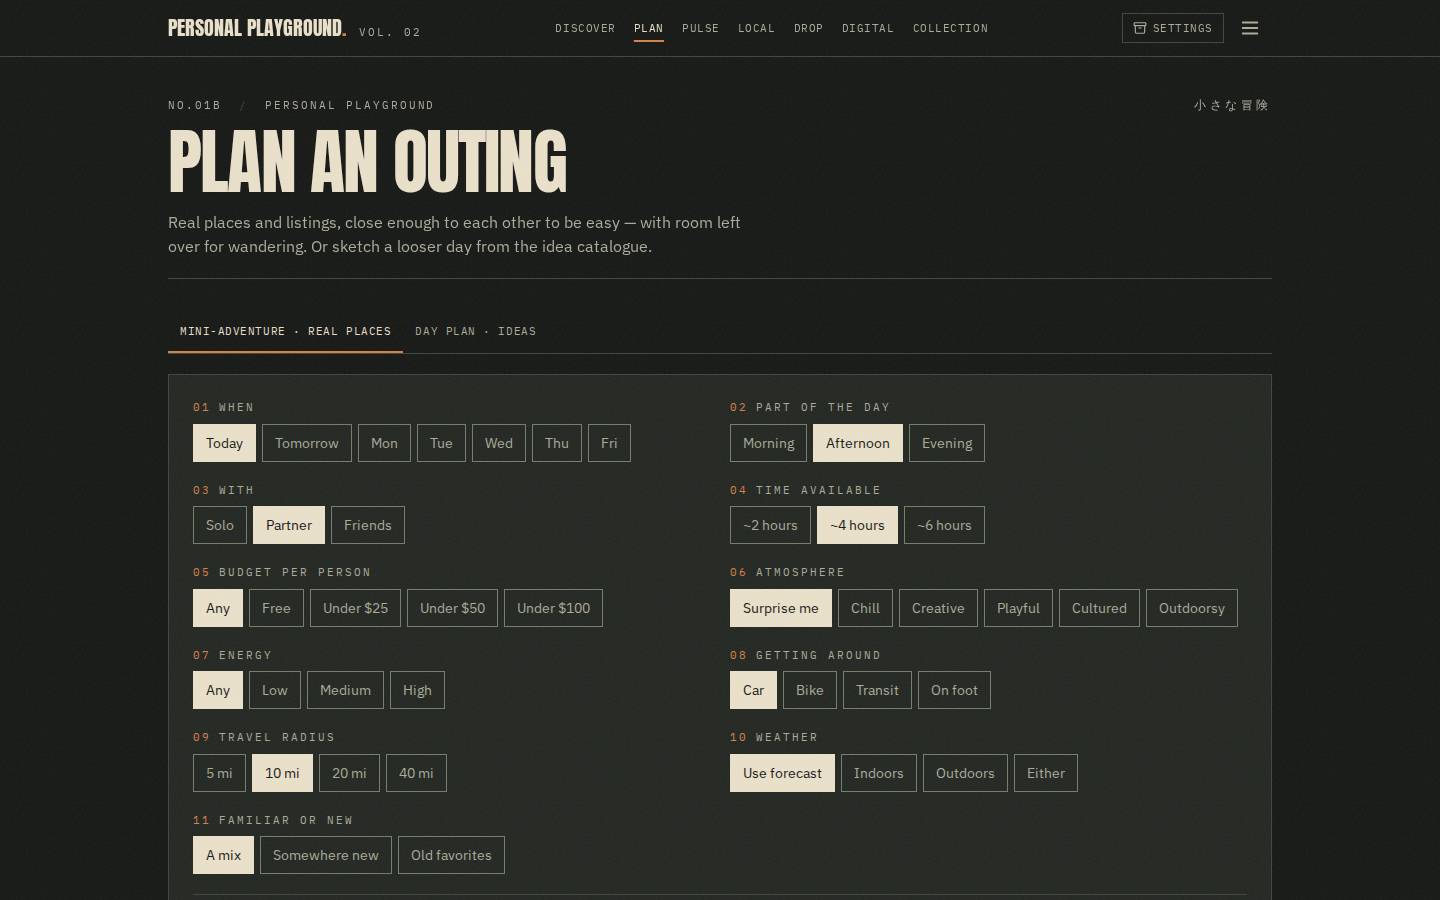 PERSONAL PLAYGROUND. VOL. 02
DISCOVER PLAN PULSE LOCAL DROP DIGITAL COLLECTION
SETTINGS
NO.01B / PERSONAL PLAYGROUND
小さな冒険
PLAN AN OUTING
Real places and listings, close enough to each other to be easy — with room left
over for wandering. Or sketch a looser day from the idea catalogue.
MINI-ADVENTURE · REAL PLACES DAY PLAN · IDEAS
01 WHEN
Today Tomorrow Mon Tue Wed Thu Fri
02 PART OF THE DAY
Morning Afternoon Evening
03 WITH
Solo Partner Friends
04 TIME AVAILABLE
~2 hours ~4 hours ~6 hours
05 BUDGET PER PERSON
Any Free Under $25 Under $50 Under $100
06 ATMOSPHERE
Surprise me Chill Creative Playful Cultured Outdoorsy
07 ENERGY
Any Low Medium High
08 GETTING AROUND
Car Bike Transit On foot
09 TRAVEL RADIUS
5 mi 10 mi 20 mi 40 mi
10 WEATHER
Use forecast Indoors Outdoors Either
11 FAMILIAR OR NEW
A mix Somewhere new Old favorites